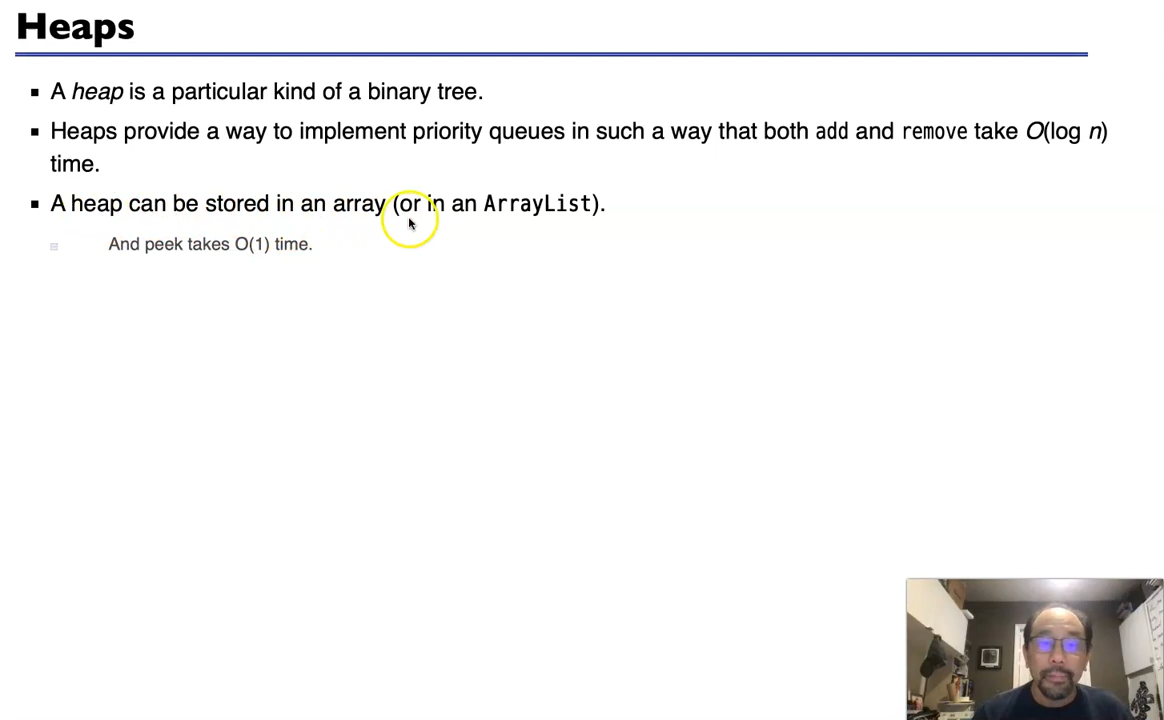 Heaps
A heap is a particular kind of a binary tree.
Heaps provide a way to implement priority queues in such a way that both add and remove take O(log n)
time.
A heap can be stored in an array (or in an ArrayList).
And peek takes O(1) time.